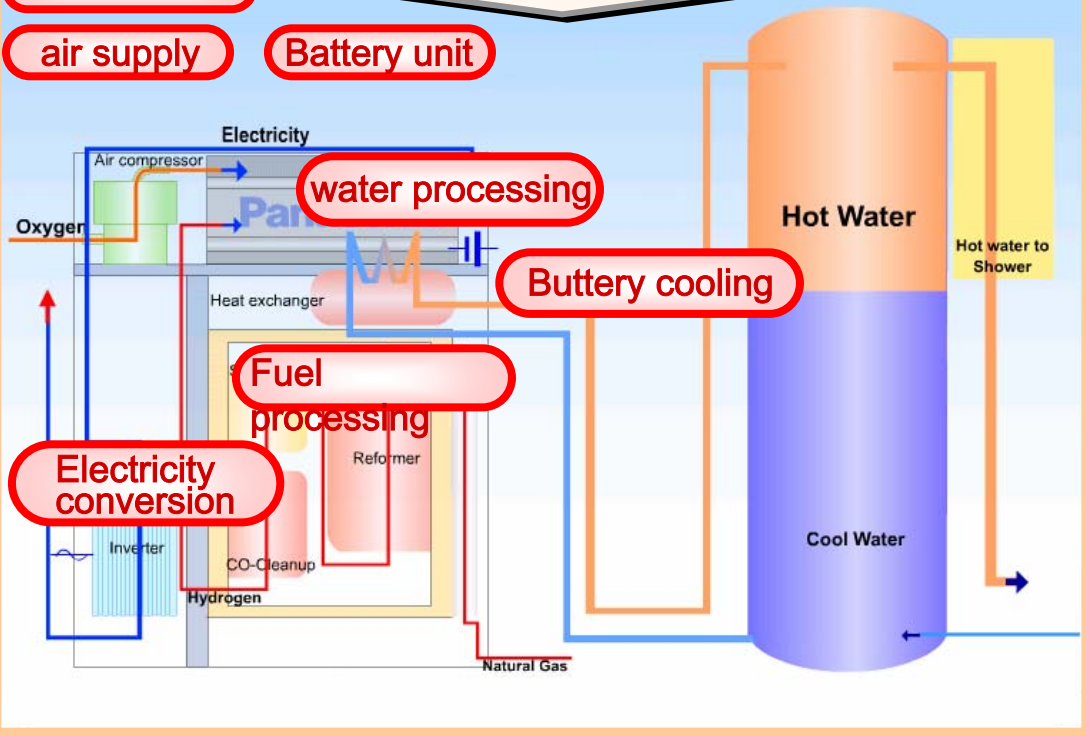 air supply
Battery unit
Electricity
Air compressor
water processing
Oxygen
Hot Water
Hot water to
Shower
Buttery cooling
Heat exchanger
Fuel
processing
Reformer
Electricity
conversion
Inverter
CO-Cleanup
Cool Water
Hydrogen
Natural Gas